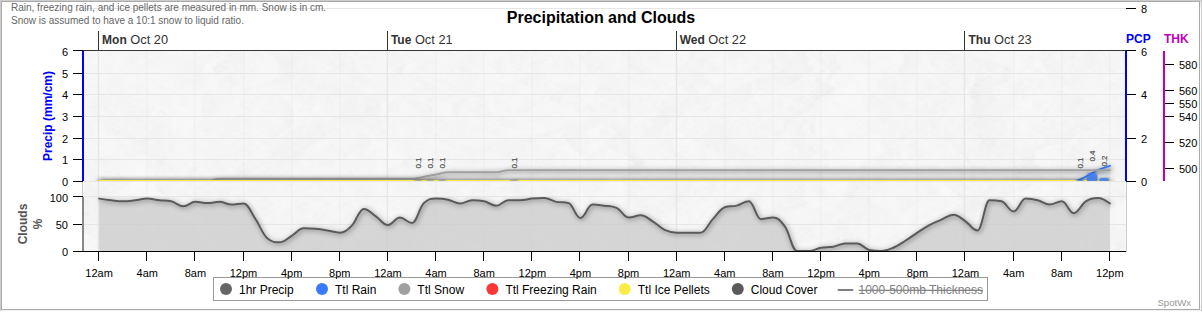 Rain, freezing rain, and ice pellets are measured in mm. Snow is in cm.
Snow is assumed to have a 10:1 snow to liquid ratio.
Precipitation and Clouds
Mon Oct 20
Tue Oct 21
Wed Oct 22
Thu Oct 23
PCP
THK
Precip (mm/cm)
6
5
4
3
2
1
0
8
6
4
2
0
580
560
550
540
520
500
0.1
0.1
0.1
0.1
0.1
0.4
0.2
Clouds
%
100
50
0
12am 4am 8am 12pm 4pm 8pm 12am 4am 8am 12pm 4pm 8pm 12am 4am 8am 12pm 4pm 8pm 12am 4am 8am 12pm
1hr Precip Ttl Rain Ttl Snow Ttl Freezing Rain Ttl Ice Pellets Cloud Cover 1000-500mb Thickness
SpotWx